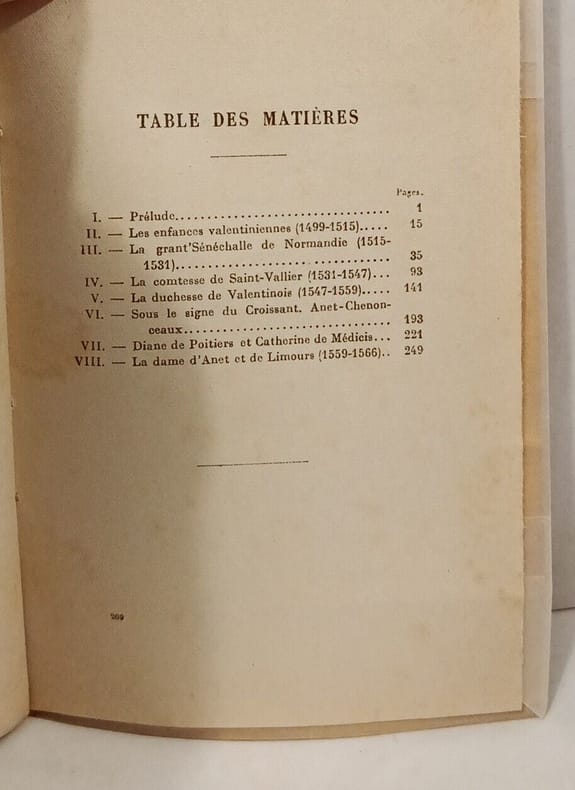 TABLE DES MATIÈRES
Pages.
I. — Prélude................................ 1
II. — Les enfances valentiniennes (1499-1515)..... 15
III. — La grant'Sénéchalle de Normandie (1515-
1531)................................ 35
IV. — La comtesse de Saint-Vallier (1531-1547)... 93
V. — La duchesse de Valentinois (1547-1559)..... 141
VI. — Sous le signe du Croissant. Anet-Chenon-
ceaux................................ 193
VII. — Diane de Poitiers et Catherine de Médicis... 221
VIII. — La dame d'Anet et de Limours (1559-1566).. 249